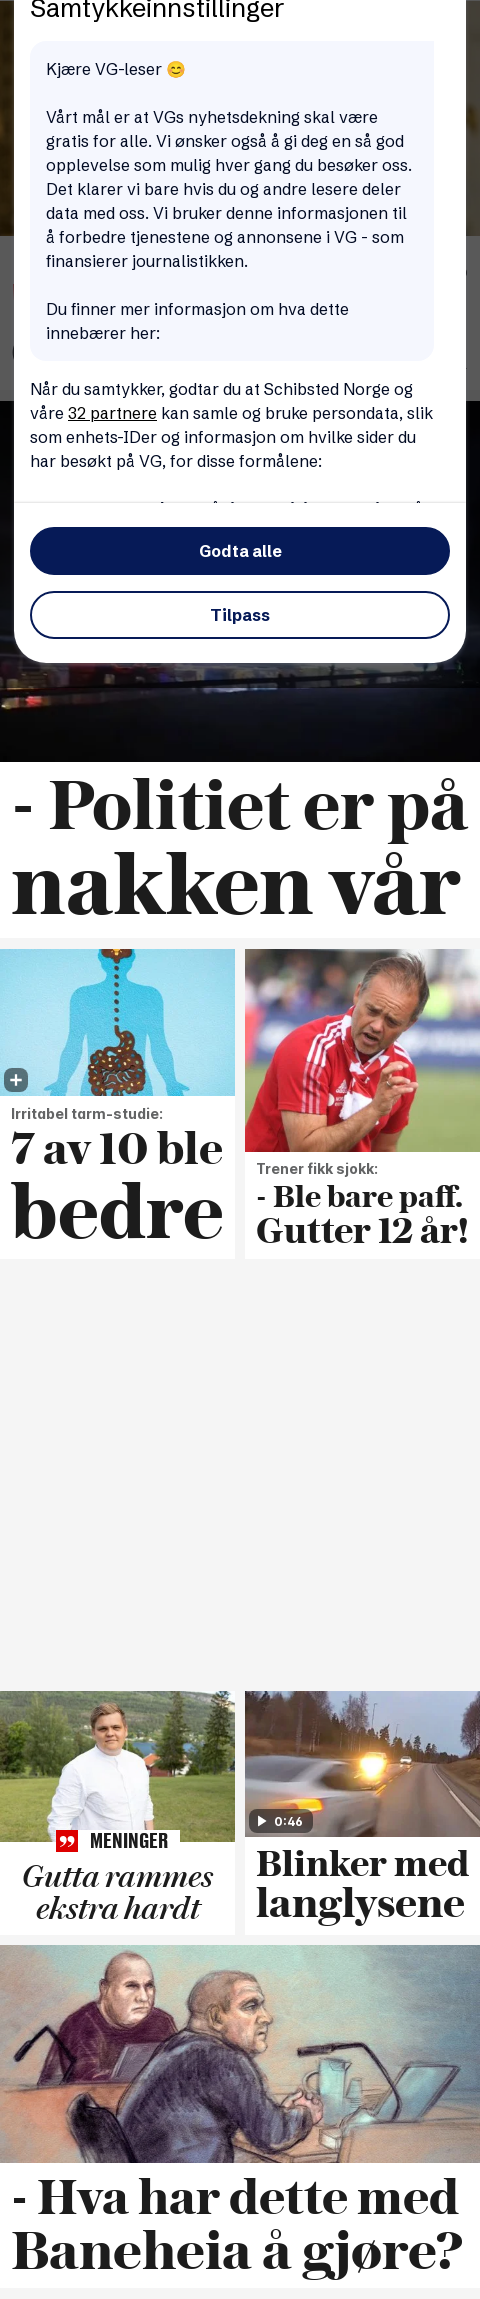 Samtykkeinnstillinger
Kjære VG-leser 😊
Vårt mål er at VGs nyhetsdekning skal være
gratis for alle. Vi ønsker også å gi deg en så god
opplevelse som mulig hver gang du besøker oss.
Det klarer vi bare hvis du og andre lesere deler
data med oss. Vi bruker denne informasjonen til
å forbedre tjenestene og annonsene i VG - som
finansierer journalistikken.
Du finner mer informasjon om hva dette
innebærer her:
Når du samtykker, godtar du at Schibsted Norge og
våre 32 partnere kan samle og bruke persondata, slik
som enhets-IDer og informasjon om hvilke sider du
har besøkt på VG, for disse formålene:
Godta alle
Tilpass
- Politiet er på
nakken vår
Irritabel tarm-studie:
7 av 10 ble
bedre
Trener fikk sjokk:
- Ble bare paff.
Gutter 12 år!
MENINGER
Gutta rammes
ekstra hardt
0:46
Blinker med
langlysene
- Hva har dette med
Baneheia å gjøre?